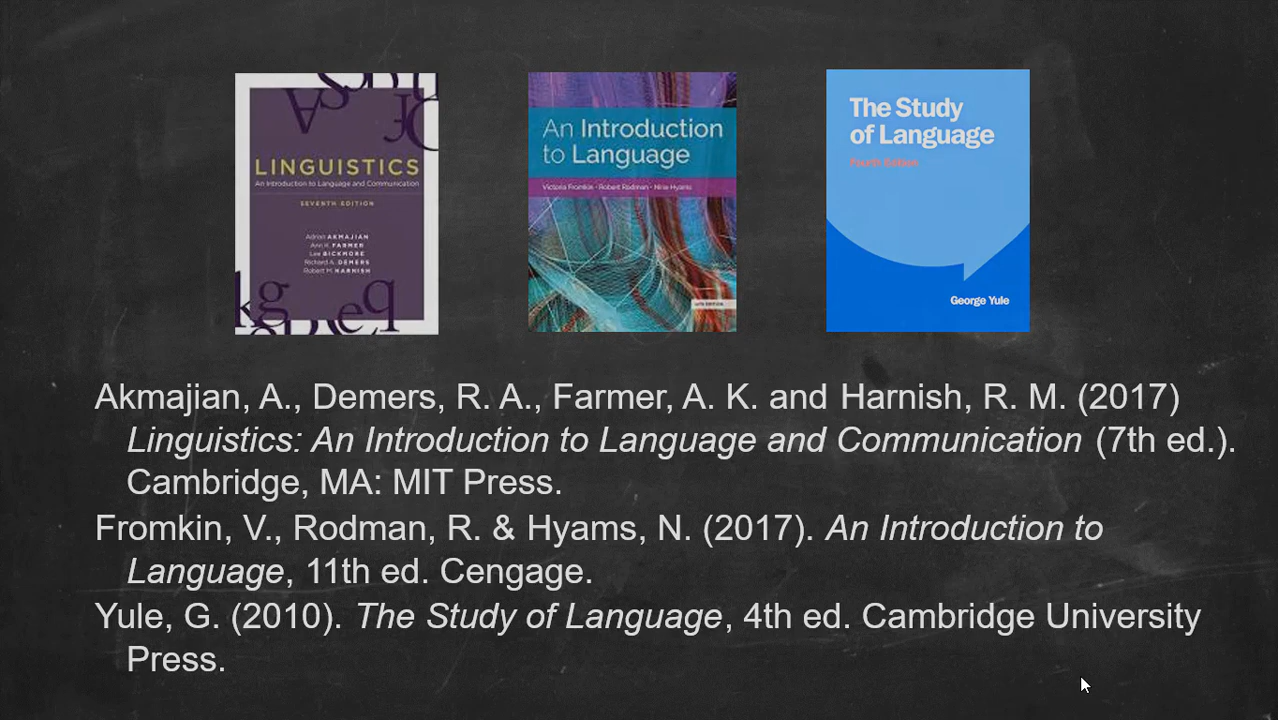 LINGUISTICS
An Introduction to Language and Communication
SEVENTH EDITION
Adrian AKMAJIAN
Ann K. FARMER
Lee BICKMORE
Richard A. DEMERS
Robert M. HARNISH
An Introduction
to Language
Victoria Fromkin • Robert Rodman • Nina Hyams
The Study
of Language
Fourth Edition
George Yule
Akmajian, A., Demers, R. A., Farmer, A. K. and Harnish, R. M. (2017)
Linguistics: An Introduction to Language and Communication (7th ed.).
Cambridge, MA: MIT Press.
Fromkin, V., Rodman, R. & Hyams, N. (2017). An Introduction to
Language, 11th ed. Cengage.
Yule, G. (2010). The Study of Language, 4th ed. Cambridge University
Press.